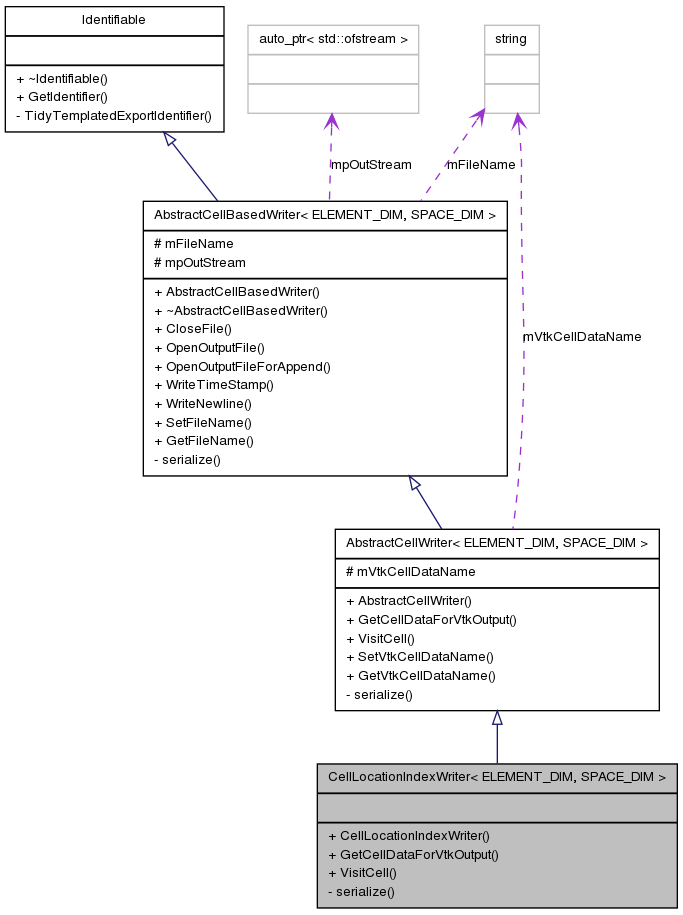 Identifiable
+ ~Identifiable()
+ GetIdentifier()
- TidyTemplatedExportIdentifier()
auto_ptr< std::ofstream >
string
mpOutStream
mFileName
AbstractCellBasedWriter< ELEMENT_DIM, SPACE_DIM >
# mFileName
# mpOutStream
+ AbstractCellBasedWriter()
+ ~AbstractCellBasedWriter()
+ CloseFile()
+ OpenOutputFile()
+ OpenOutputFileForAppend()
+ WriteTimeStamp()
+ WriteNewline()
+ SetFileName()
+ GetFileName()
- serialize()
mVtkCellDataName
AbstractCellWriter< ELEMENT_DIM, SPACE_DIM >
# mVtkCellDataName
+ AbstractCellWriter()
+ GetCellDataForVtkOutput()
+ VisitCell()
+ SetVtkCellDataName()
+ GetVtkCellDataName()
- serialize()
CellLocationIndexWriter< ELEMENT_DIM, SPACE_DIM >
+ CellLocationIndexWriter()
+ GetCellDataForVtkOutput()
+ VisitCell()
- serialize()